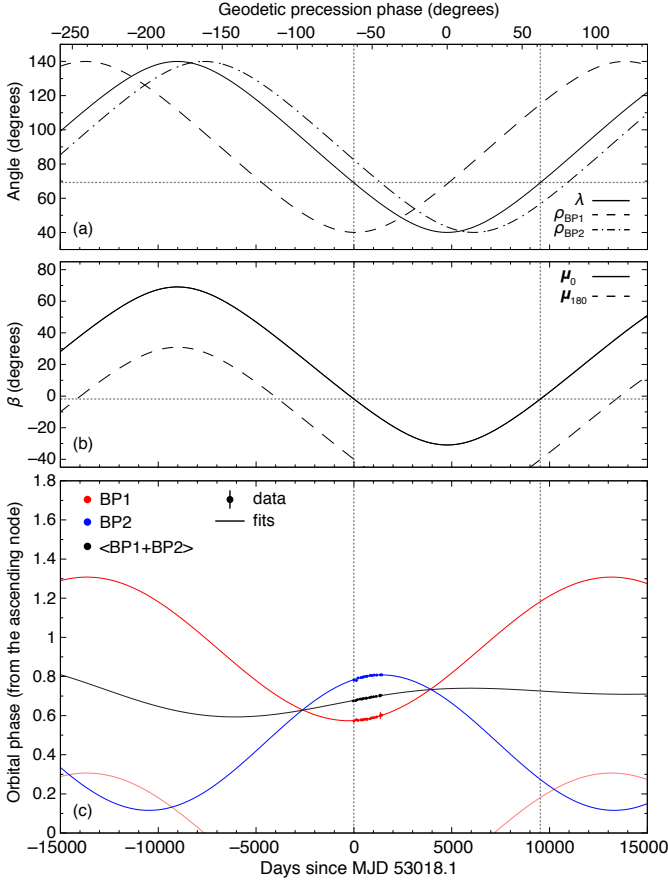 Geodetic precession phase (degrees)
−250 −200 −150 −100 −50 0 50 100
Angle (degrees)
140
120
100
80
60
40
(a)
λ
ρBP1
ρBP2
β (degrees)
80
60
40
20
0
−20
−40
(b)
μ0
μ180
Orbital phase (from the ascending node)
1.8
1.6
1.4
1.2
1
0.8
0.6
0.4
0.2
0
BP1
BP2
<BP1+BP2>
data
fits
(c)
−15000 −10000 −5000 0 5000 10000 15000
Days since MJD 53018.1